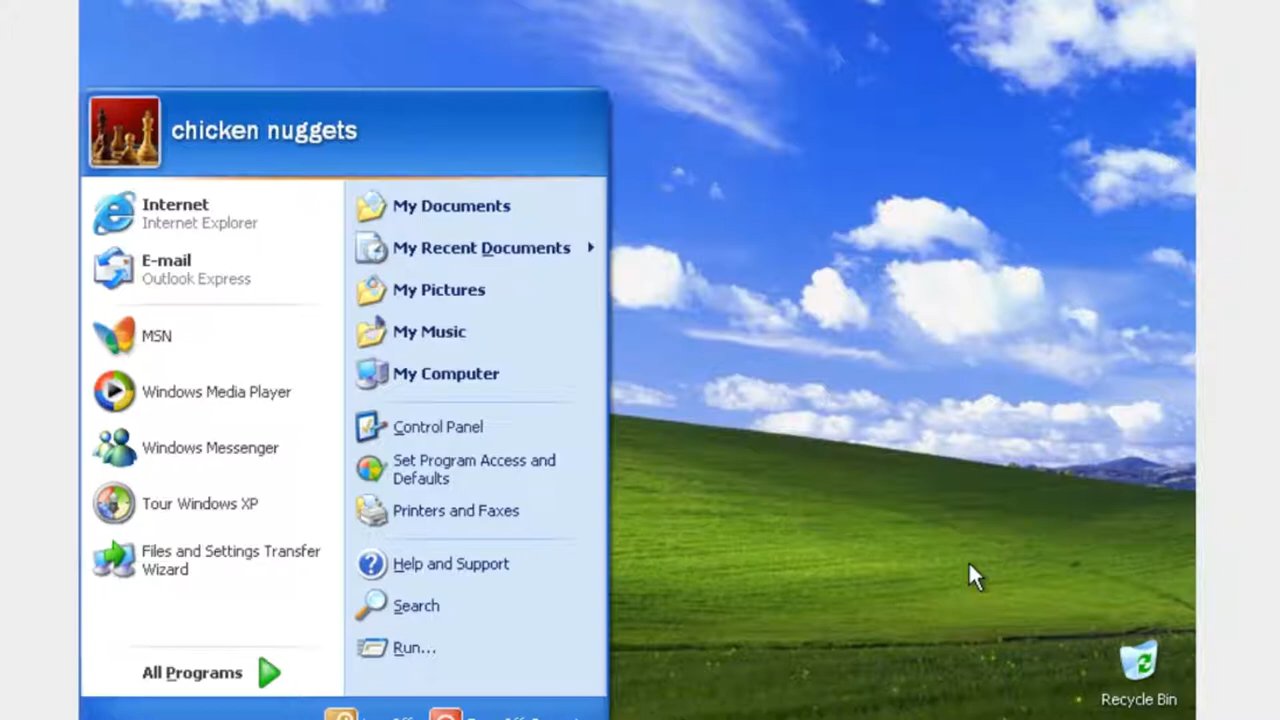 chicken nuggets
Internet
Internet Explorer
E-mail
Outlook Express
MSN
Windows Media Player
Windows Messenger
Tour Windows XP
Files and Settings Transfer
Wizard
All Programs
My Documents
My Recent Documents
My Pictures
My Music
My Computer
Control Panel
Set Program Access and
Defaults
Printers and Faxes
Help and Support
Search
Run...
Recycle Bin